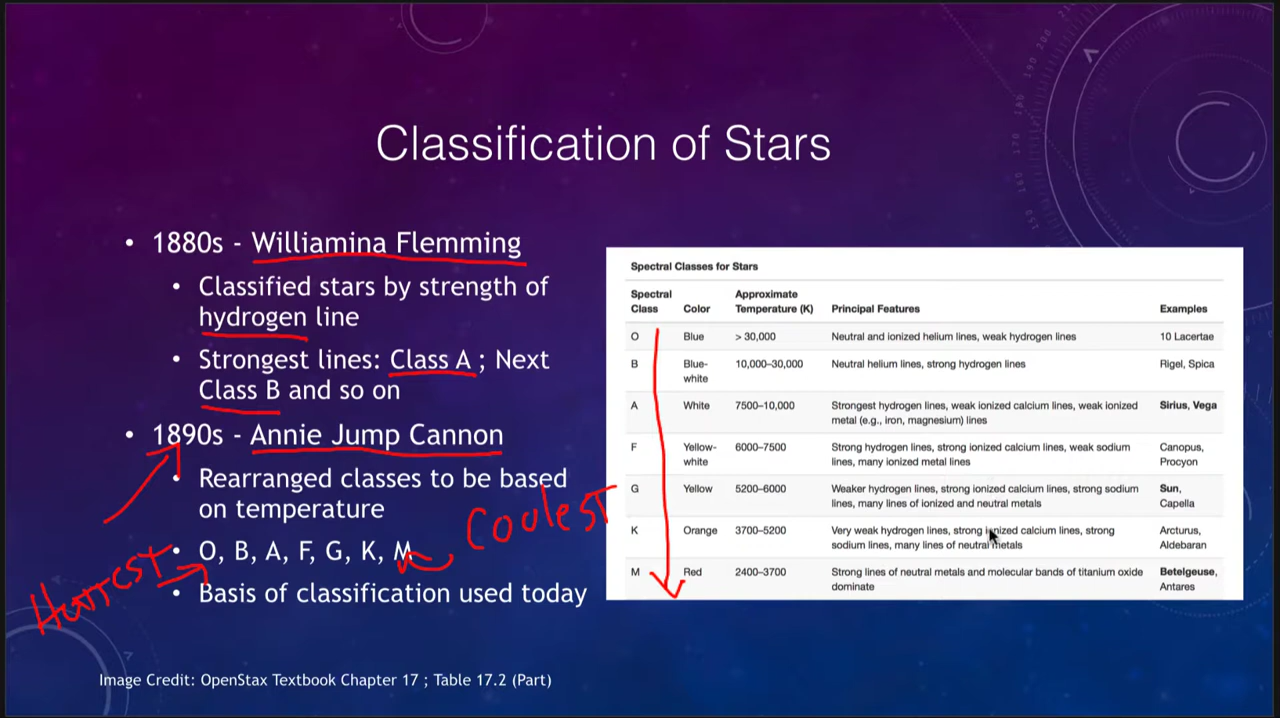 Classification of Stars
• 1880s - Williamina Flemming
• Classified stars by strength of
hydrogen line
• Strongest lines: Class A ; Next
Class B and so on
• 1890s - Annie Jump Cannon
• Rearranged classes to be based
on temperature
• O, B, A, F, G, K, M
• Basis of classification used today
Hottest
Coolest
Spectral Classes for Stars
Spectral Class Color Approximate Temperature (K) Principal Features Examples
O Blue > 30,000 Neutral and ionized helium lines, weak hydrogen lines 10 Lacertae
B Blue-white 10,000–30,000 Neutral helium lines, strong hydrogen lines Rigel, Spica
A White 7500–10,000 Strongest hydrogen lines, weak ionized calcium lines, weak ionized Sirius, Vega
metal (e.g., iron, magnesium) lines
F Yellow-white 6000–7500 Strong hydrogen lines, strong ionized calcium lines, weak sodium Canopus,
lines, many ionized metal lines Procyon
G Yellow 5200–6000 Weaker hydrogen lines, strong ionized calcium lines, strong sodium Sun,
lines, many lines of ionized and neutral metals Capella
K Orange 3700–5200 Very weak hydrogen lines, strong ionized calcium lines, strong Arcturus,
sodium lines, many lines of neutral metals Aldebaran
M Red 2400–3700 Strong lines of neutral metals and molecular bands of titanium oxide Betelgeuse,
dominate Antares
Image Credit: OpenStax Textbook Chapter 17 ; Table 17.2 (Part)